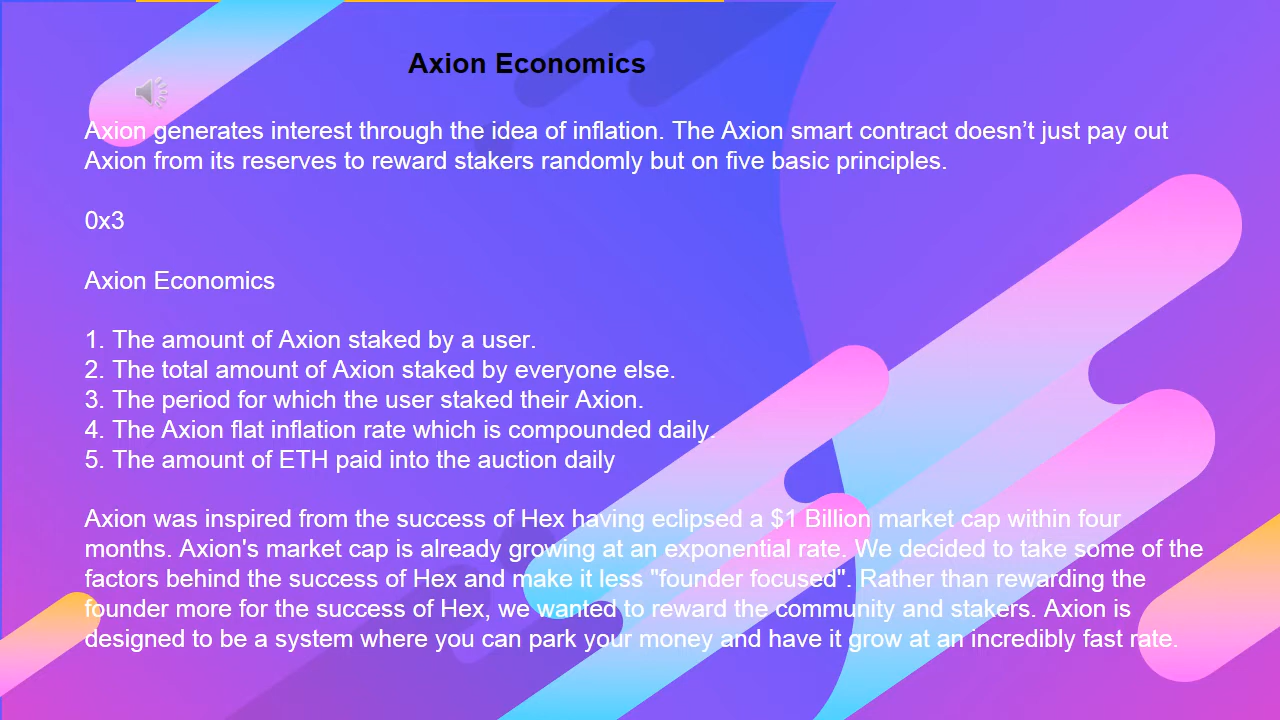 Axion Economics
Axion generates interest through the idea of inflation. The Axion smart contract doesn’t just pay out
Axion from its reserves to reward stakers randomly but on five basic principles.
0x3
Axion Economics
1. The amount of Axion staked by a user.
2. The total amount of Axion staked by everyone else.
3. The period for which the user staked their Axion.
4. The Axion flat inflation rate which is compounded daily.
5. The amount of ETH paid into the auction daily
Axion was inspired from the success of Hex having eclipsed a $1 Billion market cap within four
months. Axion's market cap is already growing at an exponential rate. We decided to take some of the
factors behind the success of Hex and make it less "founder focused". Rather than rewarding the
founder more for the success of Hex, we wanted to reward the community and stakers. Axion is
designed to be a system where you can park your money and have it grow at an incredibly fast rate.